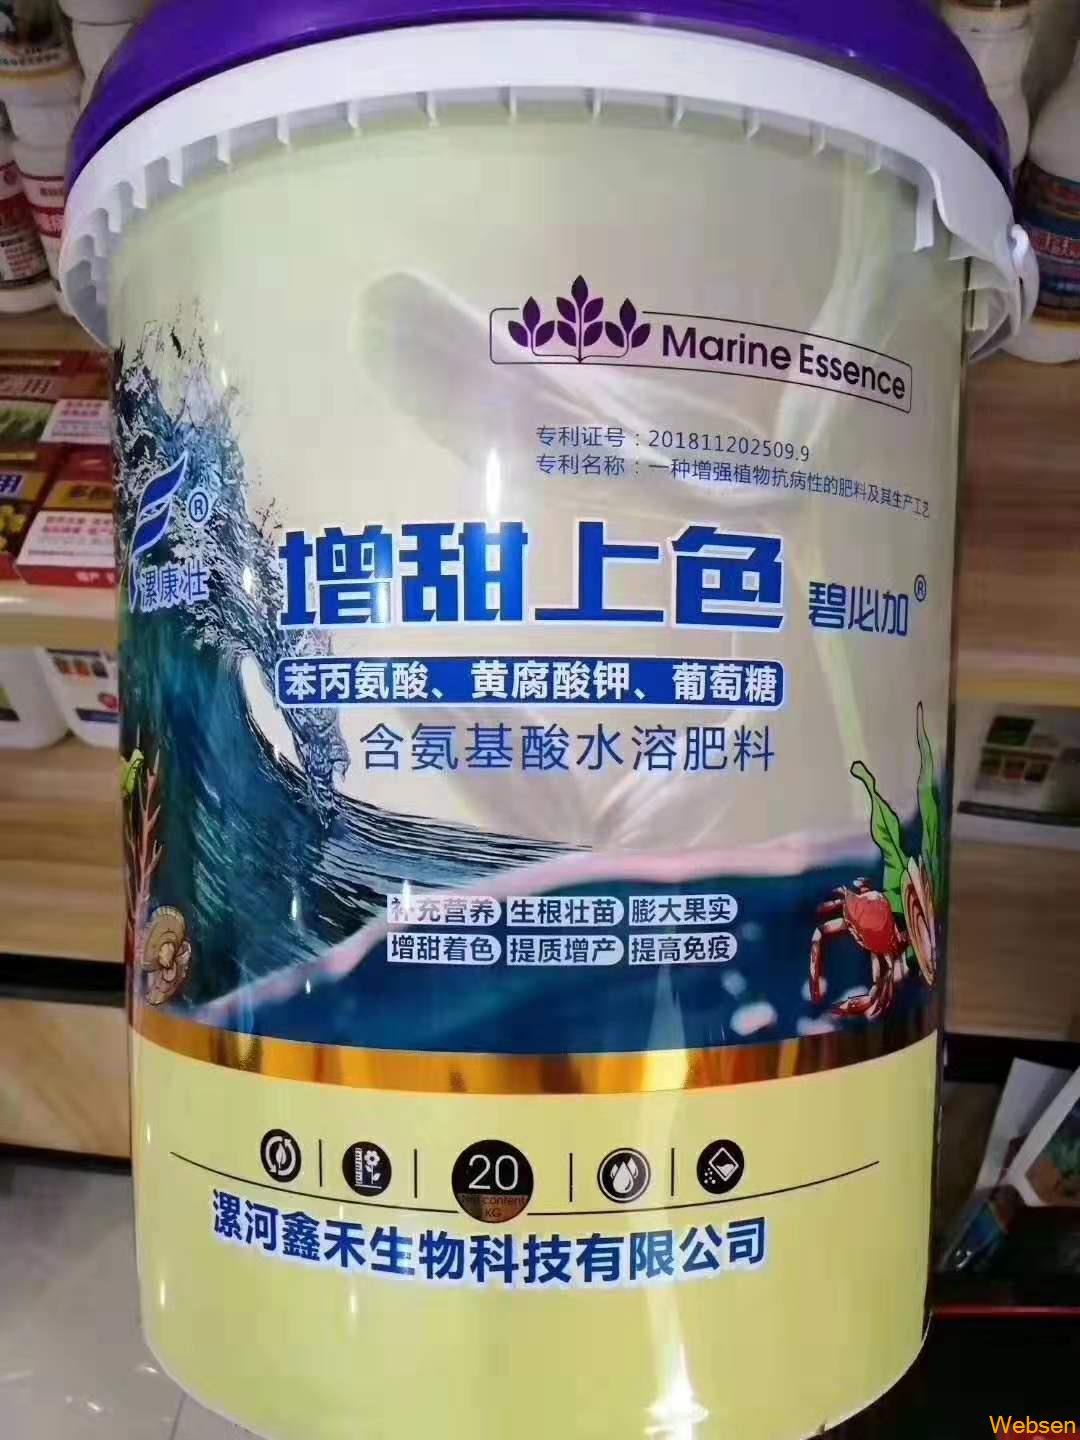 Marine Essence
专利证号：201811202509.9
专利名称：一种增强植物抗病性的肥料及其生产工艺
®
漯康壮
增甜上色 碧必加®
苯丙氨酸、黄腐酸钾、葡萄糖
含氨基酸水溶肥料
补充营养 生根壮苗 膨大果实
增甜着色 提质增产 提高免疫
20
Net content
KG
漯河鑫禾生物科技有限公司
Websen